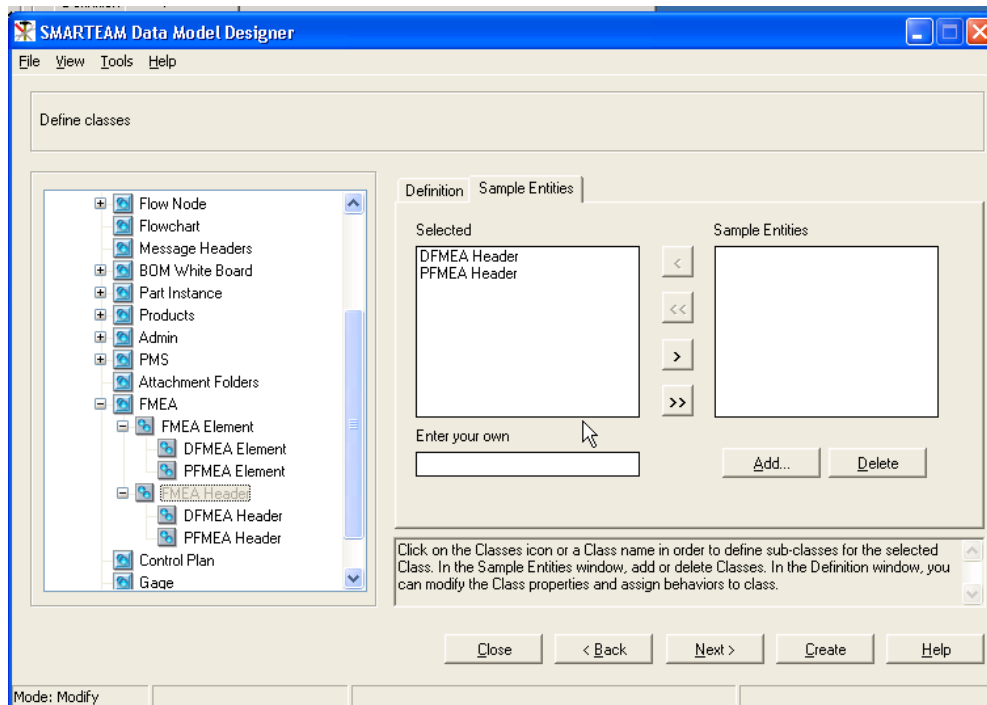 SMARTEAM Data Model Designer
File View Tools Help
Define classes
Flow Node
Flowchart
Message Headers
BOM White Board
Part Instance
Products
Admin
PMS
Attachment Folders
FMEA
FMEA Element
DFMEA Element
PFMEA Element
FMEA Header
DFMEA Header
PFMEA Header
Control Plan
Gage
Definition Sample Entities
Selected
DFMEA Header
PFMEA Header
Enter your own
<
<<
>
>>
Sample Entities
Add... Delete
Click on the Classes icon or a Class name in order to define sub-classes for the selected
Class. In the Sample Entities window, add or delete Classes. In the Definition window, you
can modify the Class properties and assign behaviors to class.
Close < Back Next > Create Help
Mode: Modify